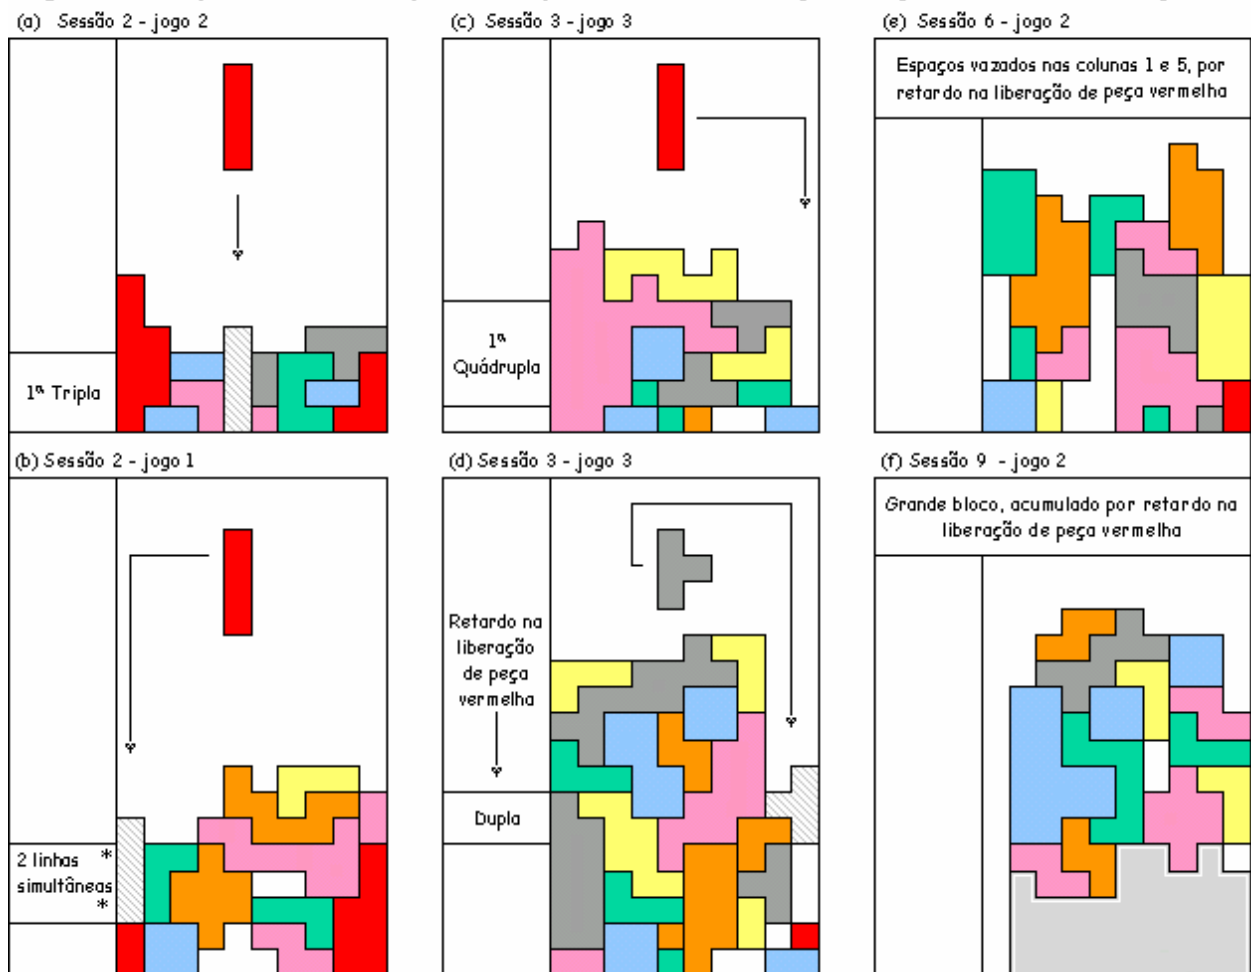 (a) Sessão 2 - jogo 2
1ª Tripla
(b) Sessão 2 - jogo 1
2 linhas *
simultâneas
*
(c) Sessão 3 - jogo 3
1ª
Quádrupla
(d) Sessão 3 - jogo 3
Retardo na
liberação
de peça
vermelha
Dupla
(e) Sessão 6 - jogo 2
Espaços vazados nas colunas 1 e 5, por
retardo na liberação de peça vermelha
(f) Sessão 9 - jogo 2
Grande bloco, acumulado por retardo na
liberação de peça vermelha